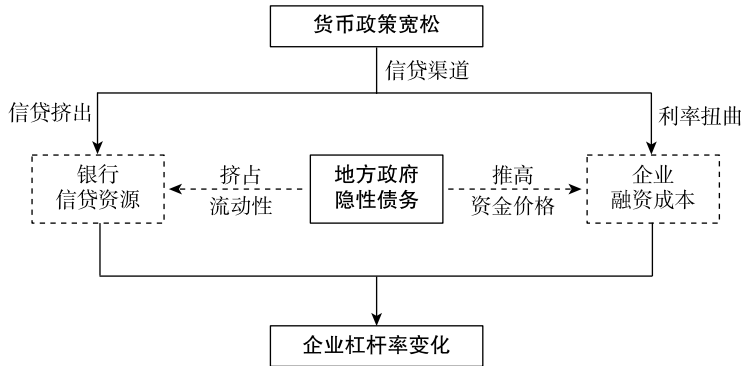 货币政策宽松
信贷渠道
信贷挤出
利率扭曲
银行
信贷资源
挤占
流动性
地方政府
隐性债务
推高
资金价格
企业
融资成本
企业杠杆率变化